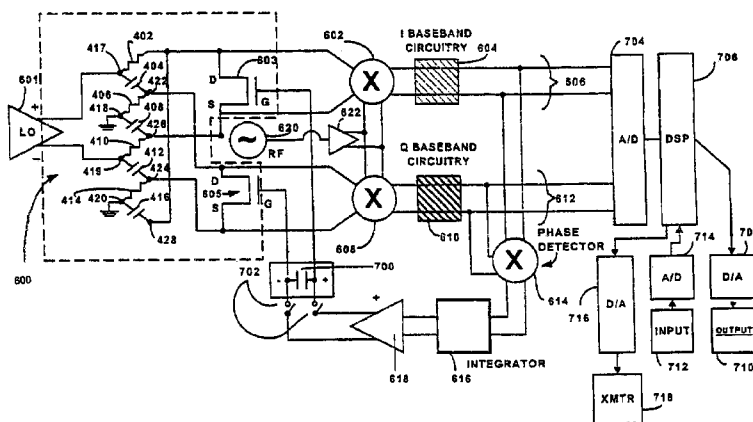 402
417
404
422
406
418
408
426
410
419
412
424
414
420
416
428
601
LO
+
−
600
D
603
S
G
620
RF
622
602
X
I BASEBAND
CIRCUITRY
604
606
704
A/D
706
DSP
D
605
S
G
X
608
Q BASEBAND
CIRCUITRY
610
612
PHASE
DETECTOR
X
614
702
700
-
+
+
618
616
INTEGRATOR
716
D/A
714
A/D
INPUT
712
D/A
OUTPUT
710
XMTR
718